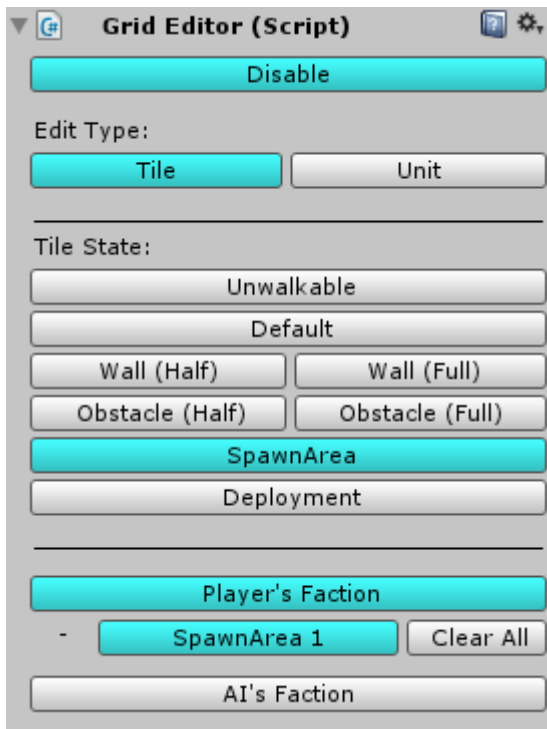 Grid Editor (Script)
Disable
Edit Type:
Tile Unit
Tile State:
Unwalkable
Default
Wall (Half) Wall (Full)
Obstacle (Half) Obstacle (Full)
SpawnArea
Deployment
Player's Faction
- SpawnArea 1 Clear All
AI's Faction